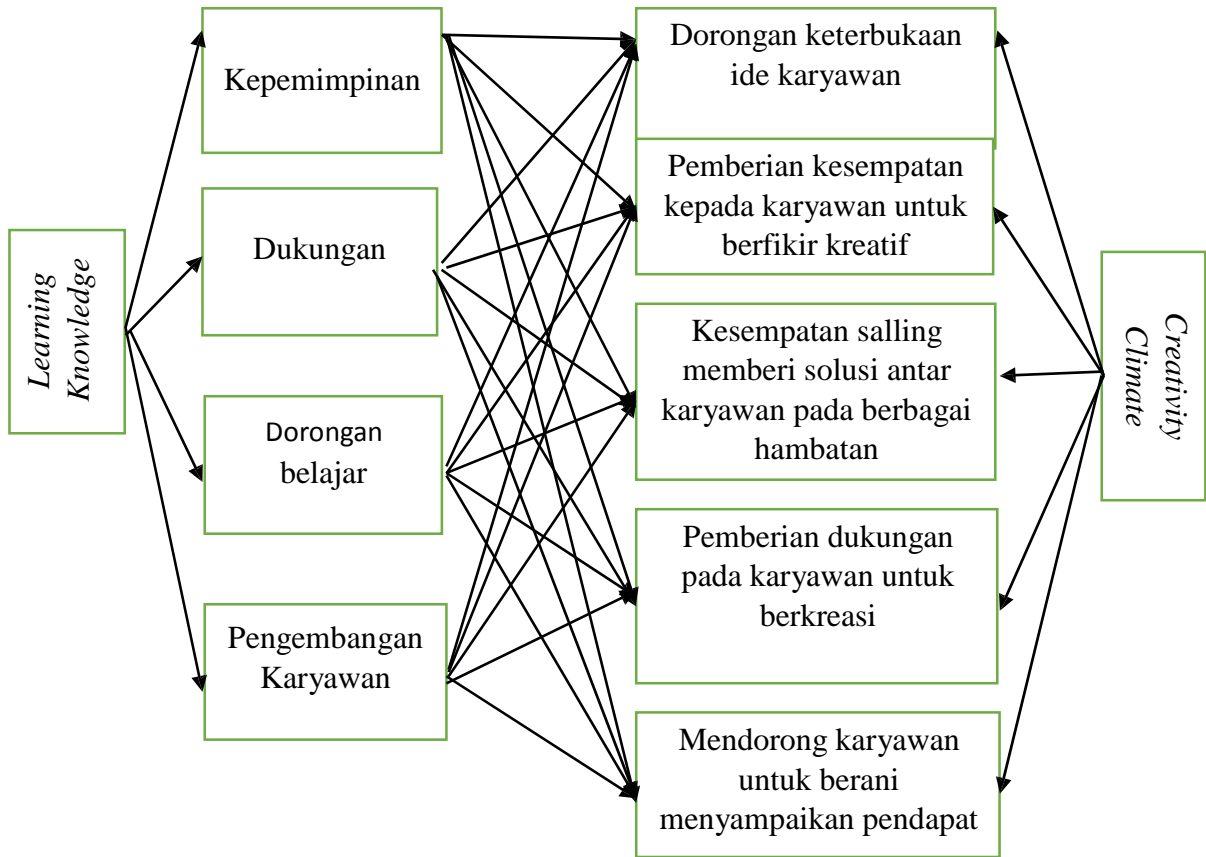 Learning
Knowledge
Kepemimpinan
Dukungan
Dorongan
belajar
Pengembangan
Karyawan
Dorongan keterbukaan
ide karyawan
Pemberian kesempatan
kepada karyawan untuk
berfikir kreatif
Kesempatan salling
memberi solusi antar
karyawan pada berbagai
hambatan
Pemberian dukungan
pada karyawan untuk
berkreasi
Mendorong karyawan
untuk berani
menyampaikan pendapat
Creativity
Climate